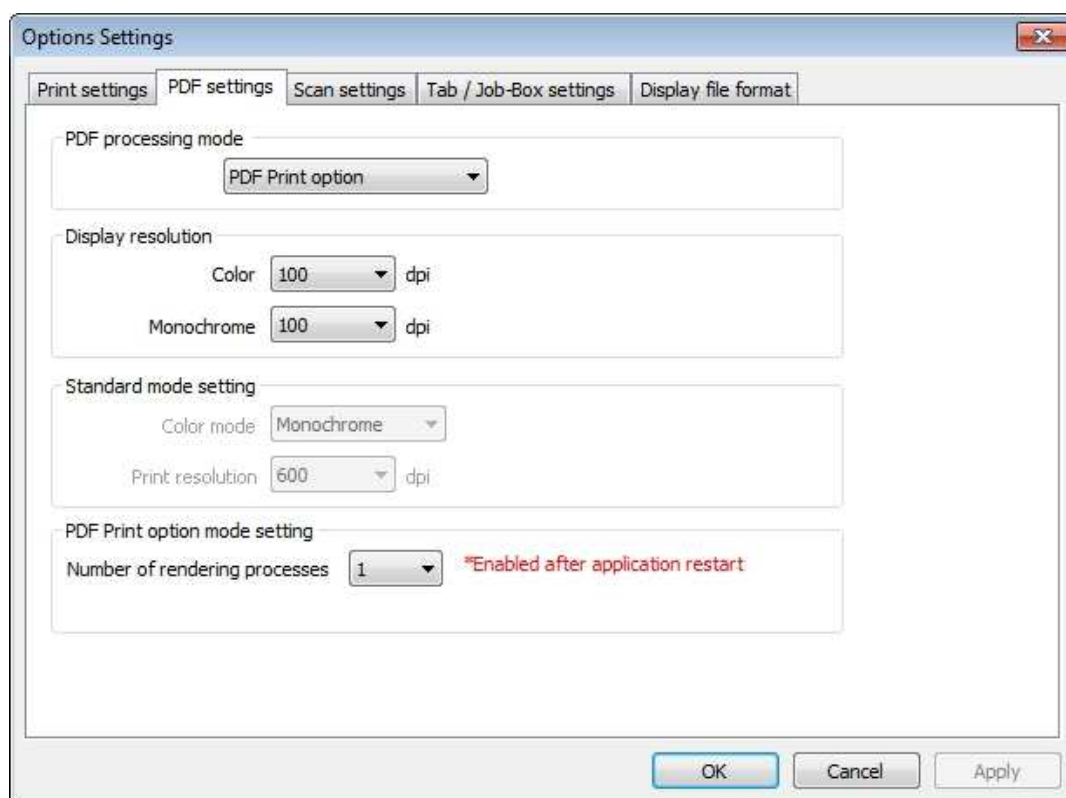 Options Settings
Print settings PDF settings Scan settings Tab / Job-Box settings Display file format
PDF processing mode
PDF Print option
Display resolution
Color 100 dpi
Monochrome 100 dpi
Standard mode setting
Color mode Monochrome
Print resolution 600 dpi
PDF Print option mode setting
Number of rendering processes 1 *Enabled after application restart
OK Cancel Apply